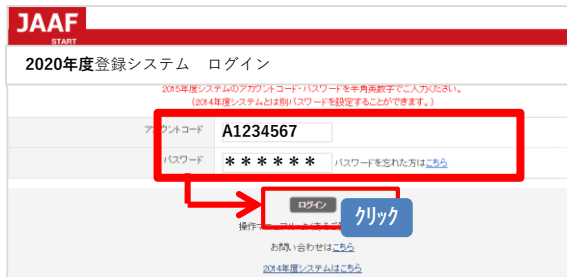 JAAF
START
2020年度登録システム ログイン
2015年度システムのアカウントコード・パスワードを半角英数字でご入力ください。
(2014年度システムとは別パスワードを設定することができます。)
アカウントコード A1234567
パスワード ****** パスワードを忘れた方はこちら
ログイン
クリック
操作マニュアル・よくあるご
お問い合わせはこちら
2014年度システムはこちら